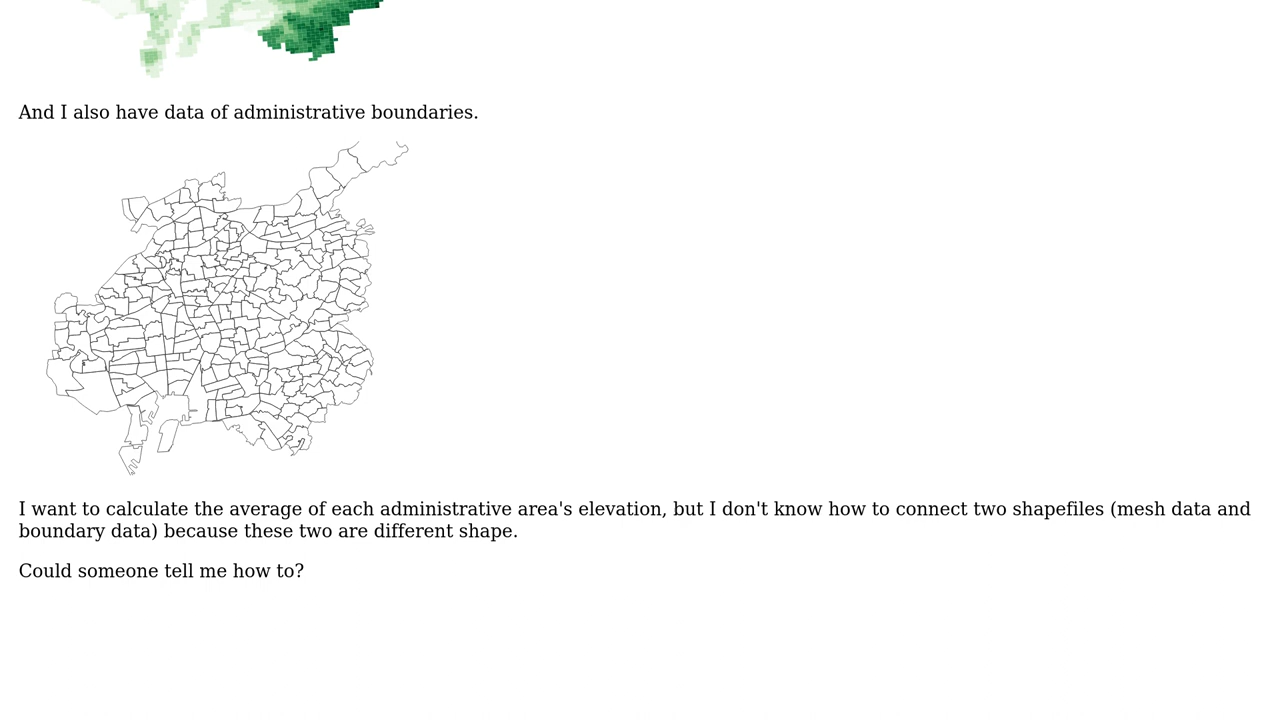 And I also have data of administrative boundaries.
I want to calculate the average of each administrative area's elevation, but I don't know how to connect two shapefiles (mesh data and
boundary data) because these two are different shape.
Could someone tell me how to?